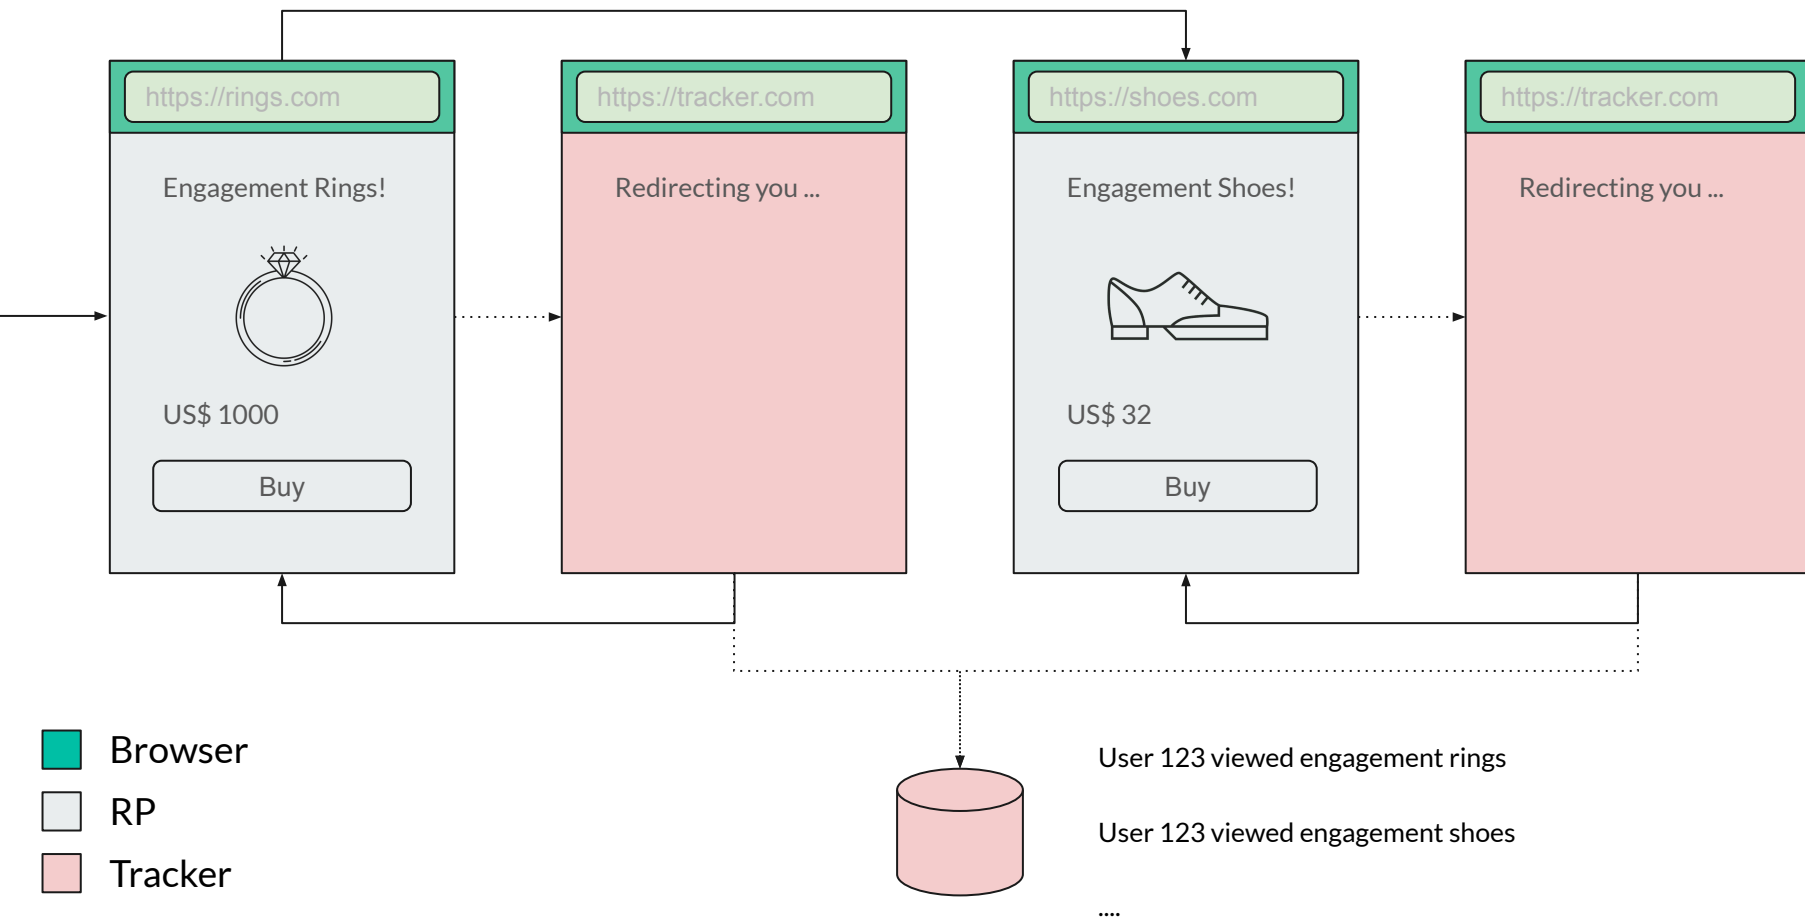 https://rings.com
https://tracker.com
https://shoes.com
https://tracker.com
Engagement Rings!
Redirecting you ...
Engagement Shoes!
Redirecting you ...
US$ 1000
US$ 32
Buy
Buy
Browser
RP
Tracker
User 123 viewed engagement rings
User 123 viewed engagement shoes
....